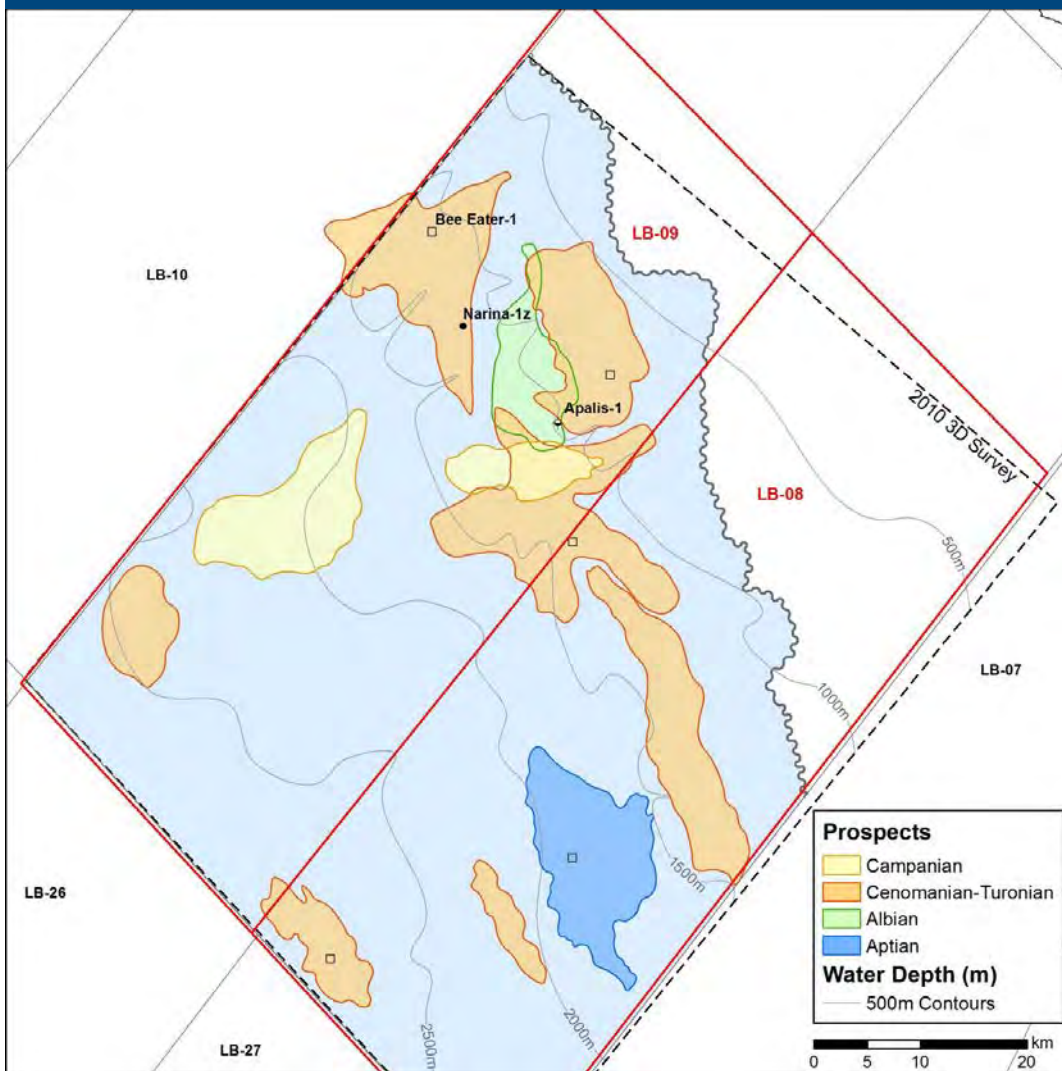 Bee Eater-1
LB-09
LB-10
Narina-1z
2010 3D Survey
Apalis-1
LB-08
500m
LB-07
1000m
Prospects
Campanian
Cenomanian-Turonian
Albian
Aptian
Water Depth (m)
500m Contours
1500m
LB-26
2000m
2500m
LB-27
km
0 5 10 20